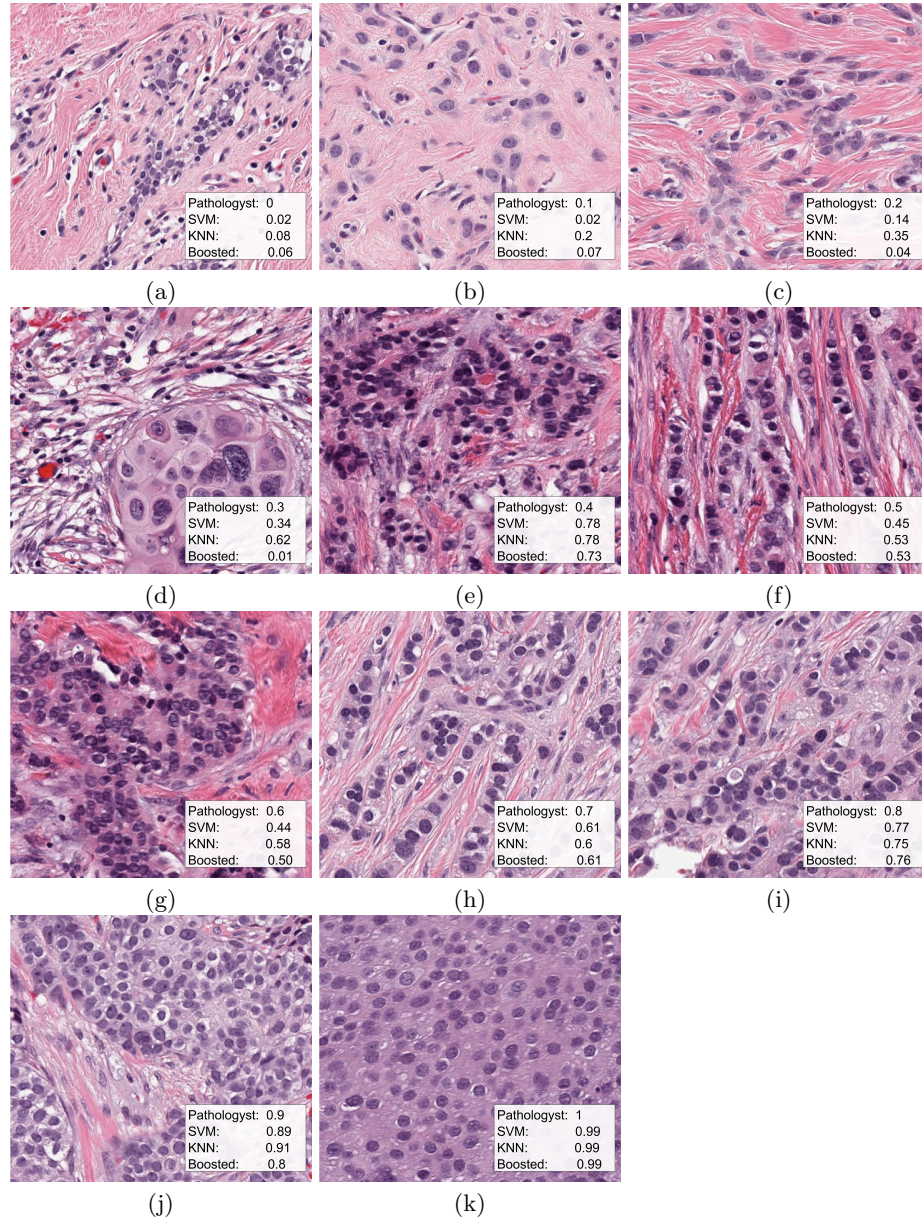 Pathologyst: 0
SVM: 0.02
KNN: 0.08
Boosted: 0.06
Pathologyst: 0.1
SVM: 0.02
KNN: 0.2
Boosted: 0.07
Pathologyst: 0.2
SVM: 0.14
KNN: 0.35
Boosted: 0.04
(a)
(b)
(c)
Pathologyst: 0.3
SVM: 0.34
KNN: 0.62
Boosted: 0.01
Pathologyst: 0.4
SVM: 0.78
KNN: 0.78
Boosted: 0.73
Pathologyst: 0.5
SVM: 0.45
KNN: 0.53
Boosted: 0.53
(d)
(e)
(f)
Pathologyst: 0.6
SVM: 0.44
KNN: 0.58
Boosted: 0.50
Pathologyst: 0.7
SVM: 0.61
KNN: 0.6
Boosted: 0.61
Pathologyst: 0.8
SVM: 0.77
KNN: 0.75
Boosted: 0.76
(g)
(h)
(i)
Pathologyst: 0.9
SVM: 0.89
KNN: 0.91
Boosted: 0.8
Pathologyst: 1
SVM: 0.99
KNN: 0.99
Boosted: 0.99
(j)
(k)